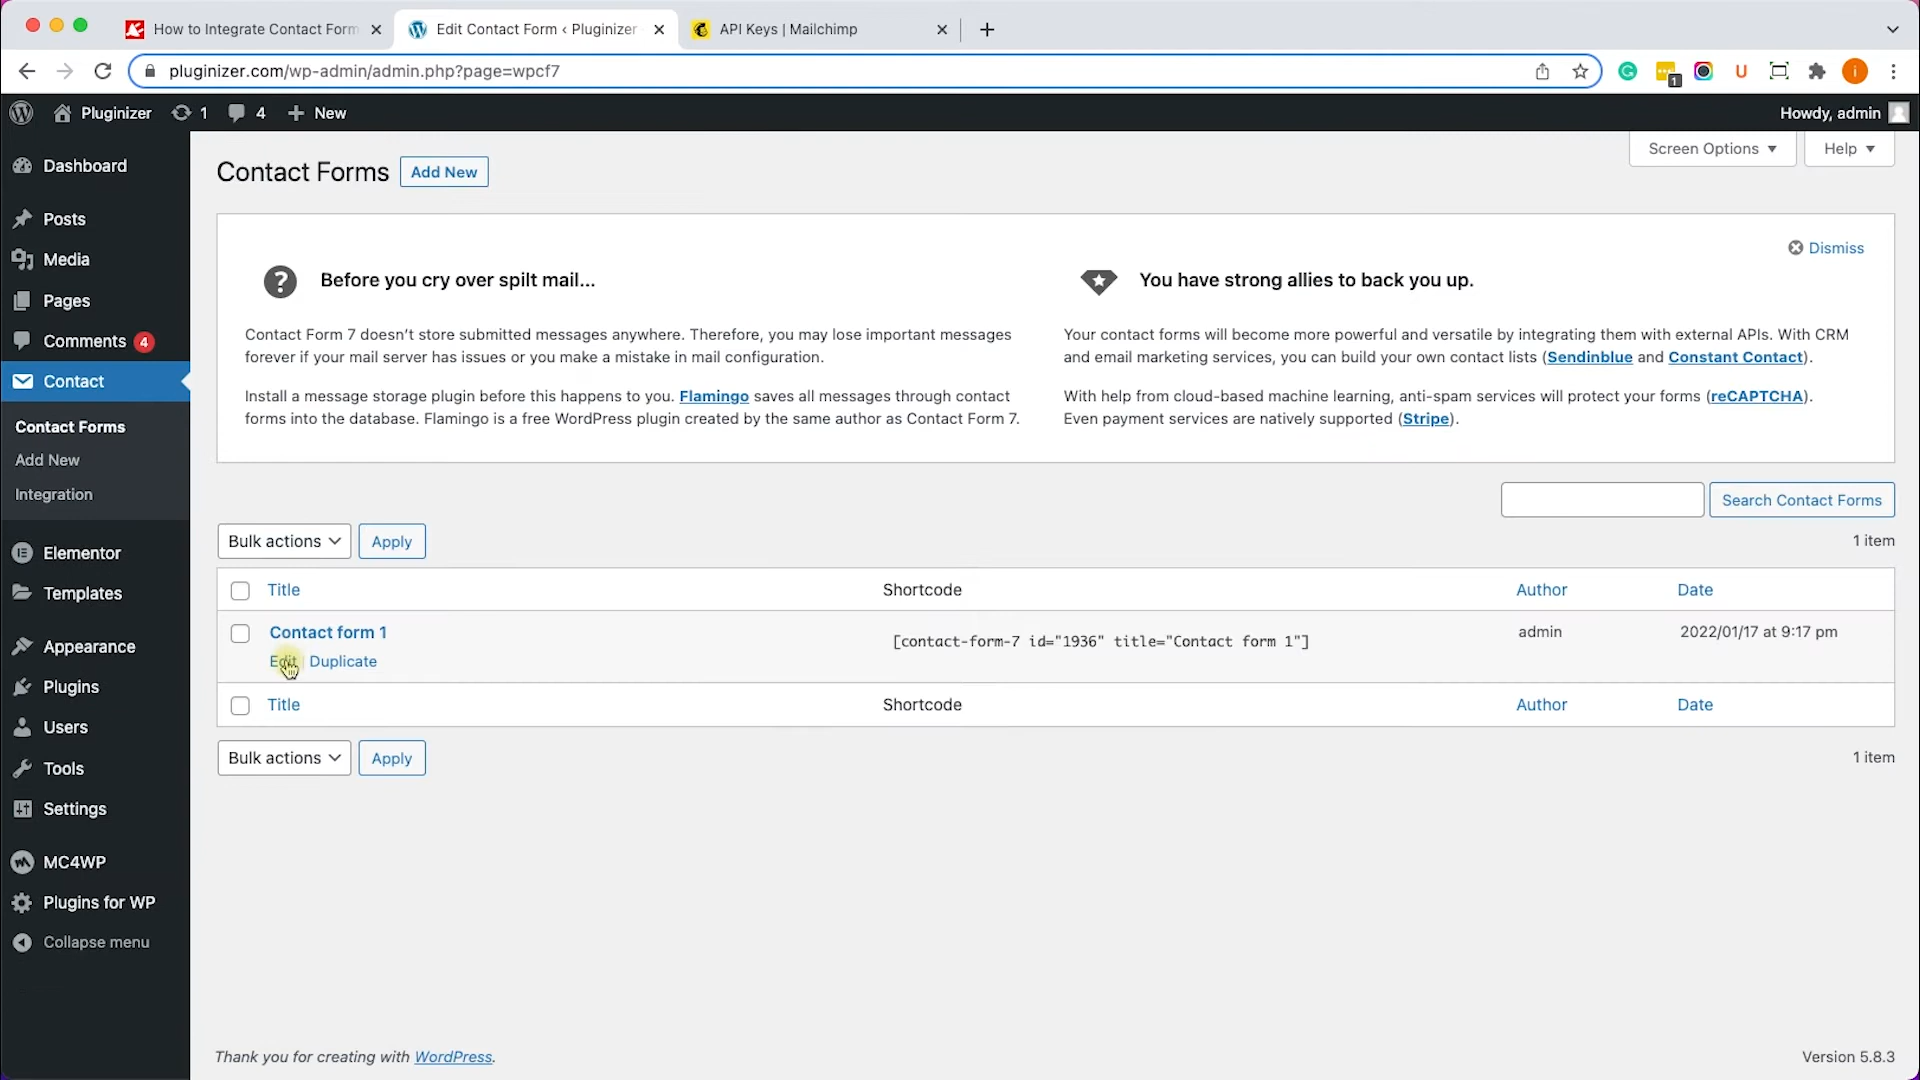 How to Integrate Contact Form
Edit Contact Form ‹ Pluginizer
API Keys | Mailchimp
pluginizer.com/wp-admin/admin.php?page=wpcf7
1
U
i
Pluginizer
1
4
New
Howdy, admin
Dashboard
Posts
Media
Pages
Comments 4
Contact
Contact Forms
Add New
Integration
Elementor
Templates
Appearance
Plugins
Users
Tools
Settings
MC4WP
Plugins for WP
Collapse menu
Contact Forms
Add New
Screen Options
Help
Dismiss
Before you cry over spilt mail...
Contact Form 7 doesn’t store submitted messages anywhere. Therefore, you may lose important messages
forever if your mail server has issues or you make a mistake in mail configuration.
Install a message storage plugin before this happens to you. Flamingo saves all messages through contact
forms into the database. Flamingo is a free WordPress plugin created by the same author as Contact Form 7.
You have strong allies to back you up.
Your contact forms will become more powerful and versatile by integrating them with external APIs. With CRM
and email marketing services, you can build your own contact lists (Sendinblue and Constant Contact).
With help from cloud-based machine learning, anti-spam services will protect your forms (reCAPTCHA).
Even payment services are natively supported (Stripe).
Search Contact Forms
Bulk actions
Apply
1 item
Title Shortcode Author Date
Contact form 1 [contact-form-7 id="1936" title="Contact form 1"] admin 2022/01/17 at 9:17 pm
Edit | Duplicate
Title Shortcode Author Date
Bulk actions
Apply
1 item
Thank you for creating with WordPress.
Version 5.8.3